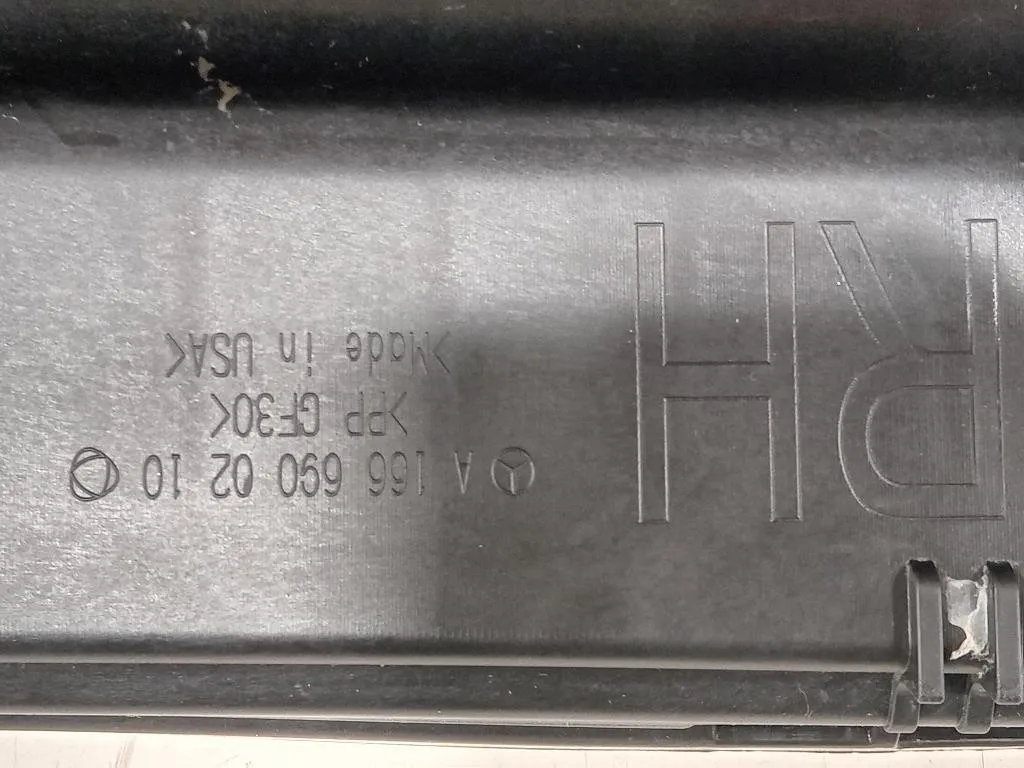 RH
A 166 690 02 10
>PP GF30<
>Made in USA<